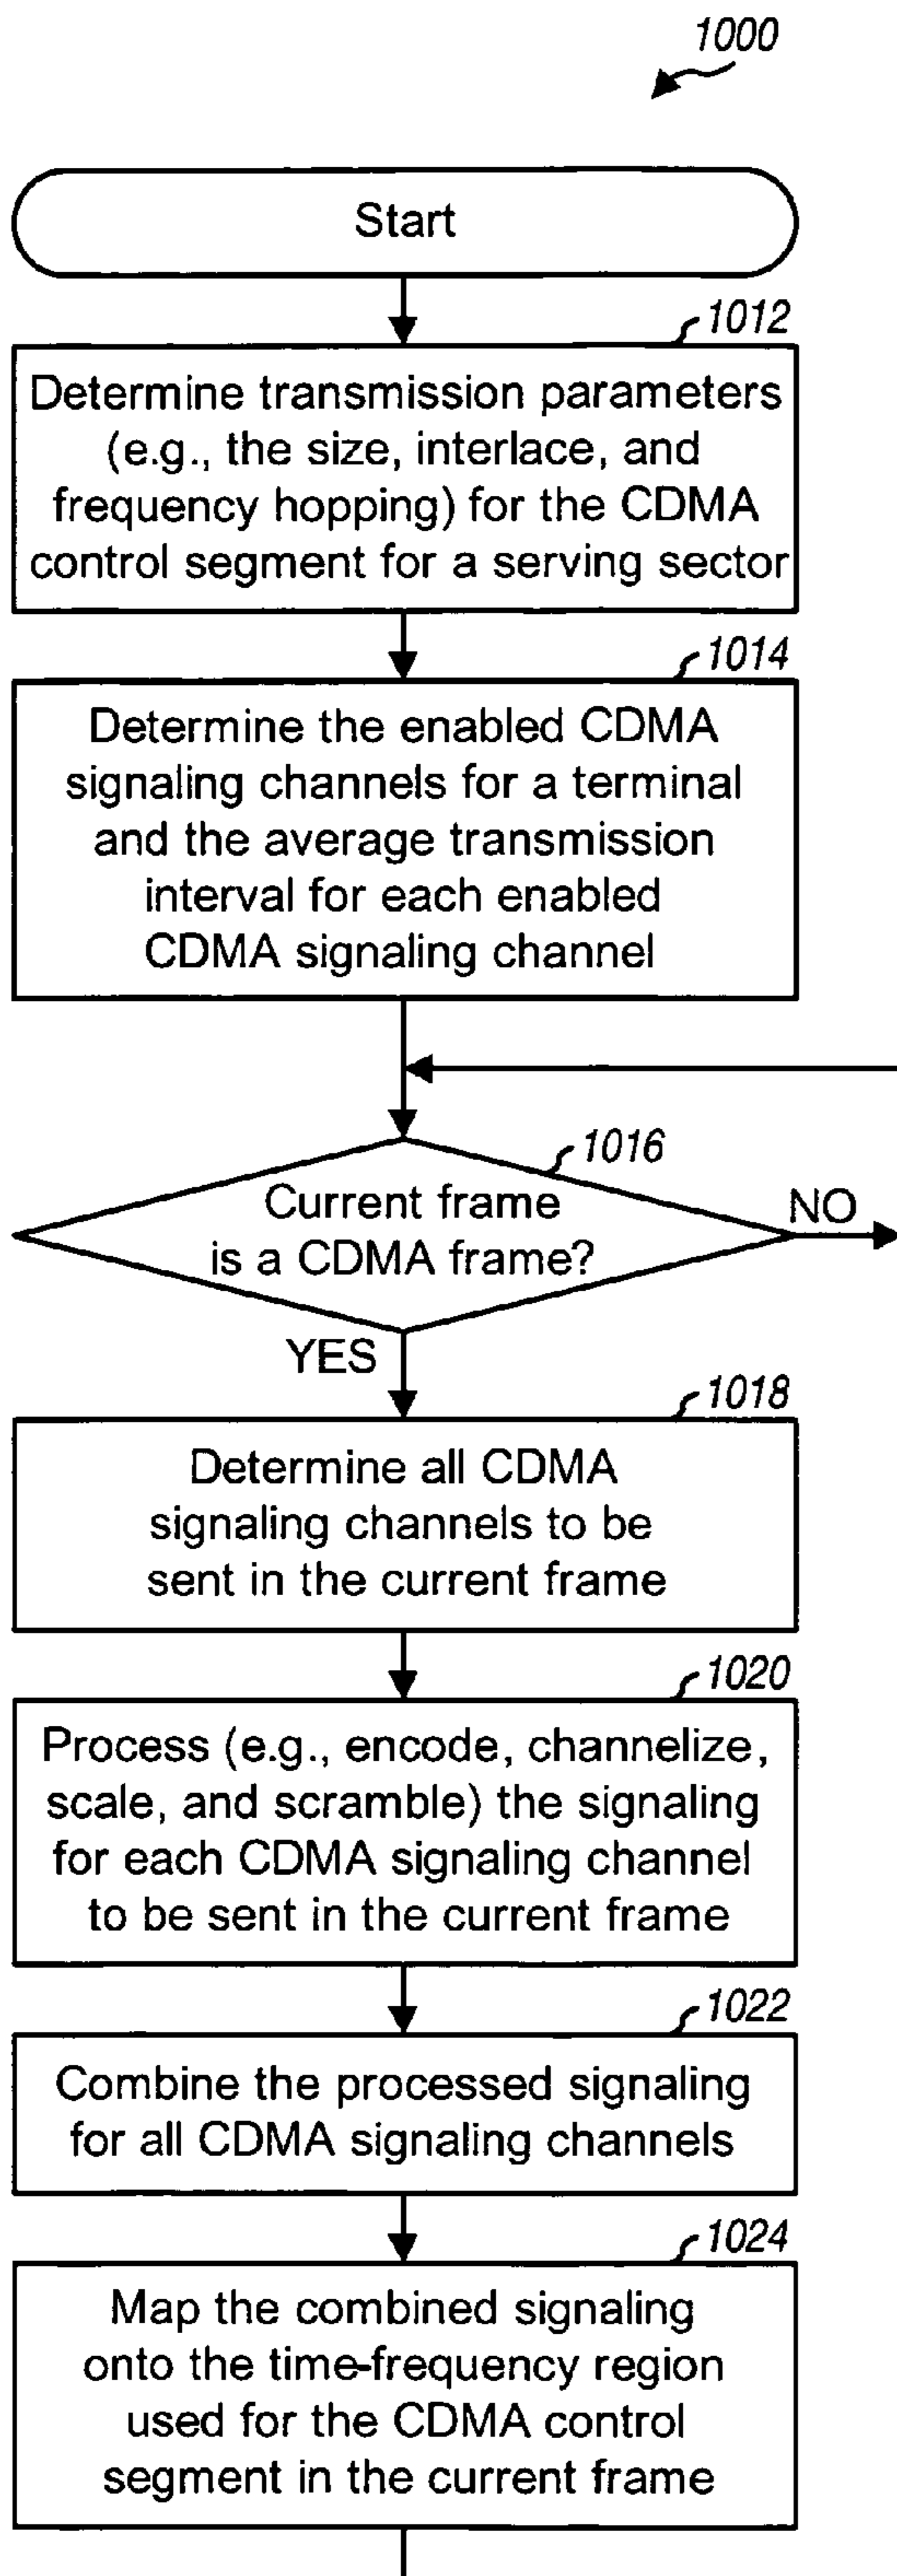 1000
Start
1012
Determine transmission parameters
(e.g., the size, interlace, and
frequency hopping) for the CDMA
control segment for a serving sector
1014
Determine the enabled CDMA
signaling channels for a terminal
and the average transmission
interval for each enabled
CDMA signaling channel
1016
Current frame
is a CDMA frame?
NO
YES
1018
Determine all CDMA
signaling channels to be
sent in the current frame
1020
Process (e.g., encode, channelize,
scale, and scramble) the signaling
for each CDMA signaling channel
to be sent in the current frame
1022
Combine the processed signaling
for all CDMA signaling channels
1024
Map the combined signaling
onto the time-frequency region
used for the CDMA control
segment in the current frame